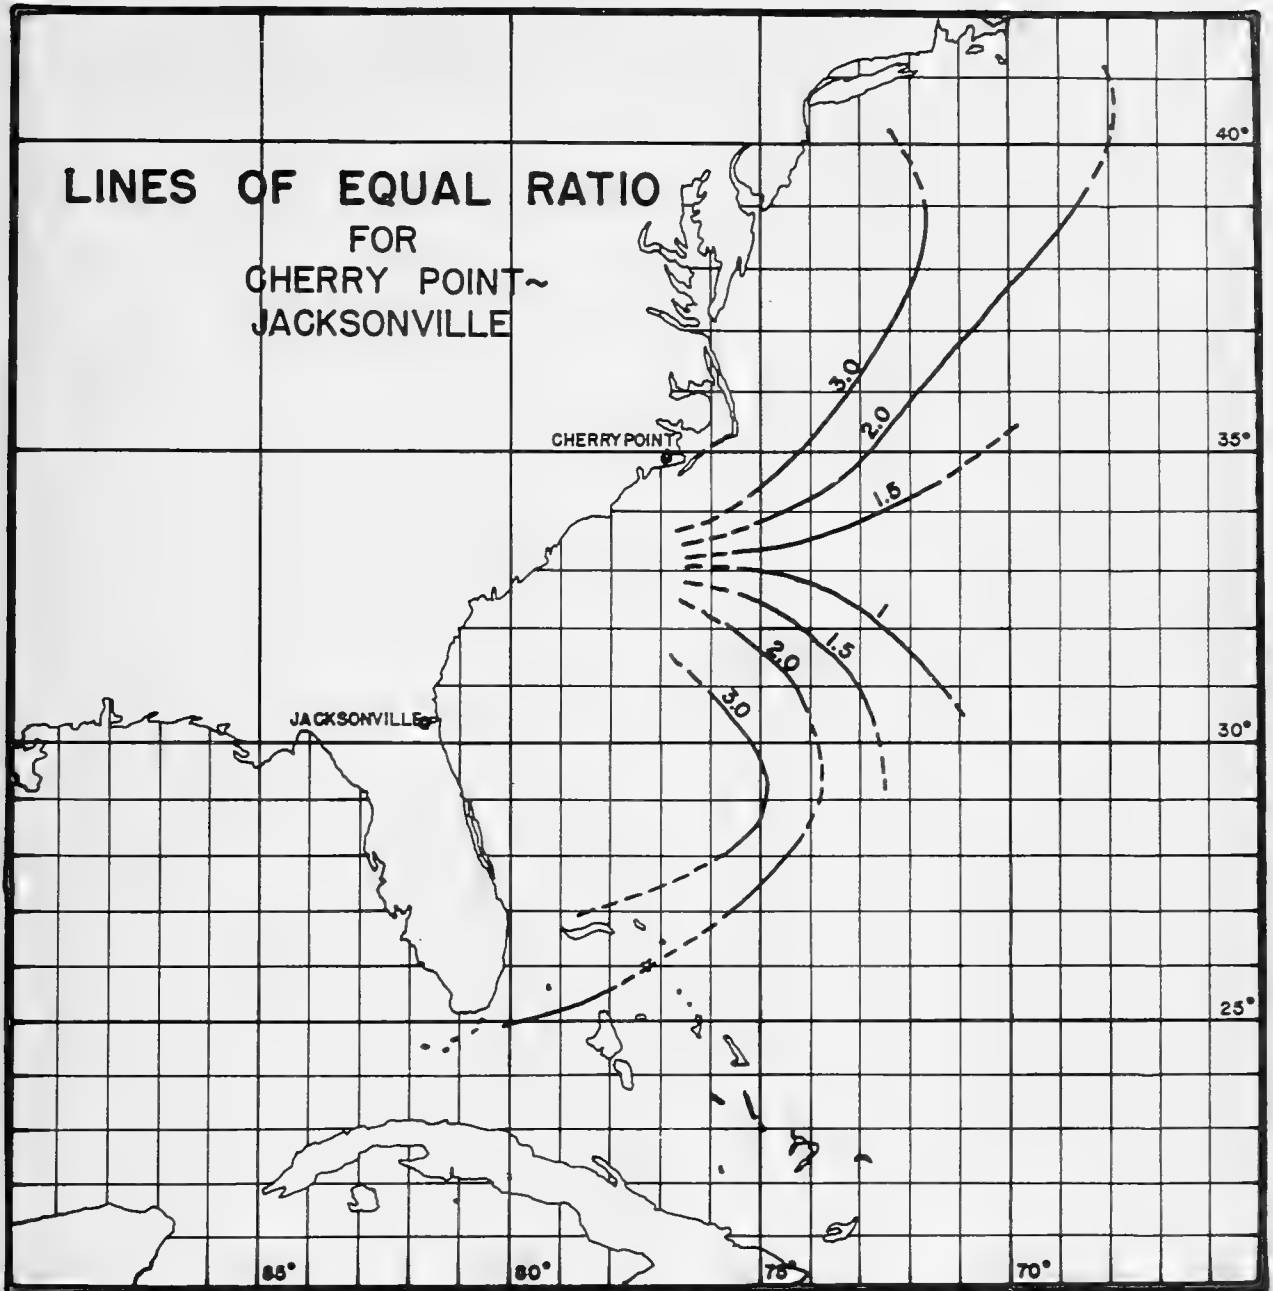 LINES OF EQUAL RATIO
FOR
CHERRY POINT~
JACKSONVILLE
40°
3.0
2.0
CHERRY POINT
35°
1.5
1
1.5
2.0
3.0
JACKSONVILLE
30°
25°
85°
80°
75°
70°